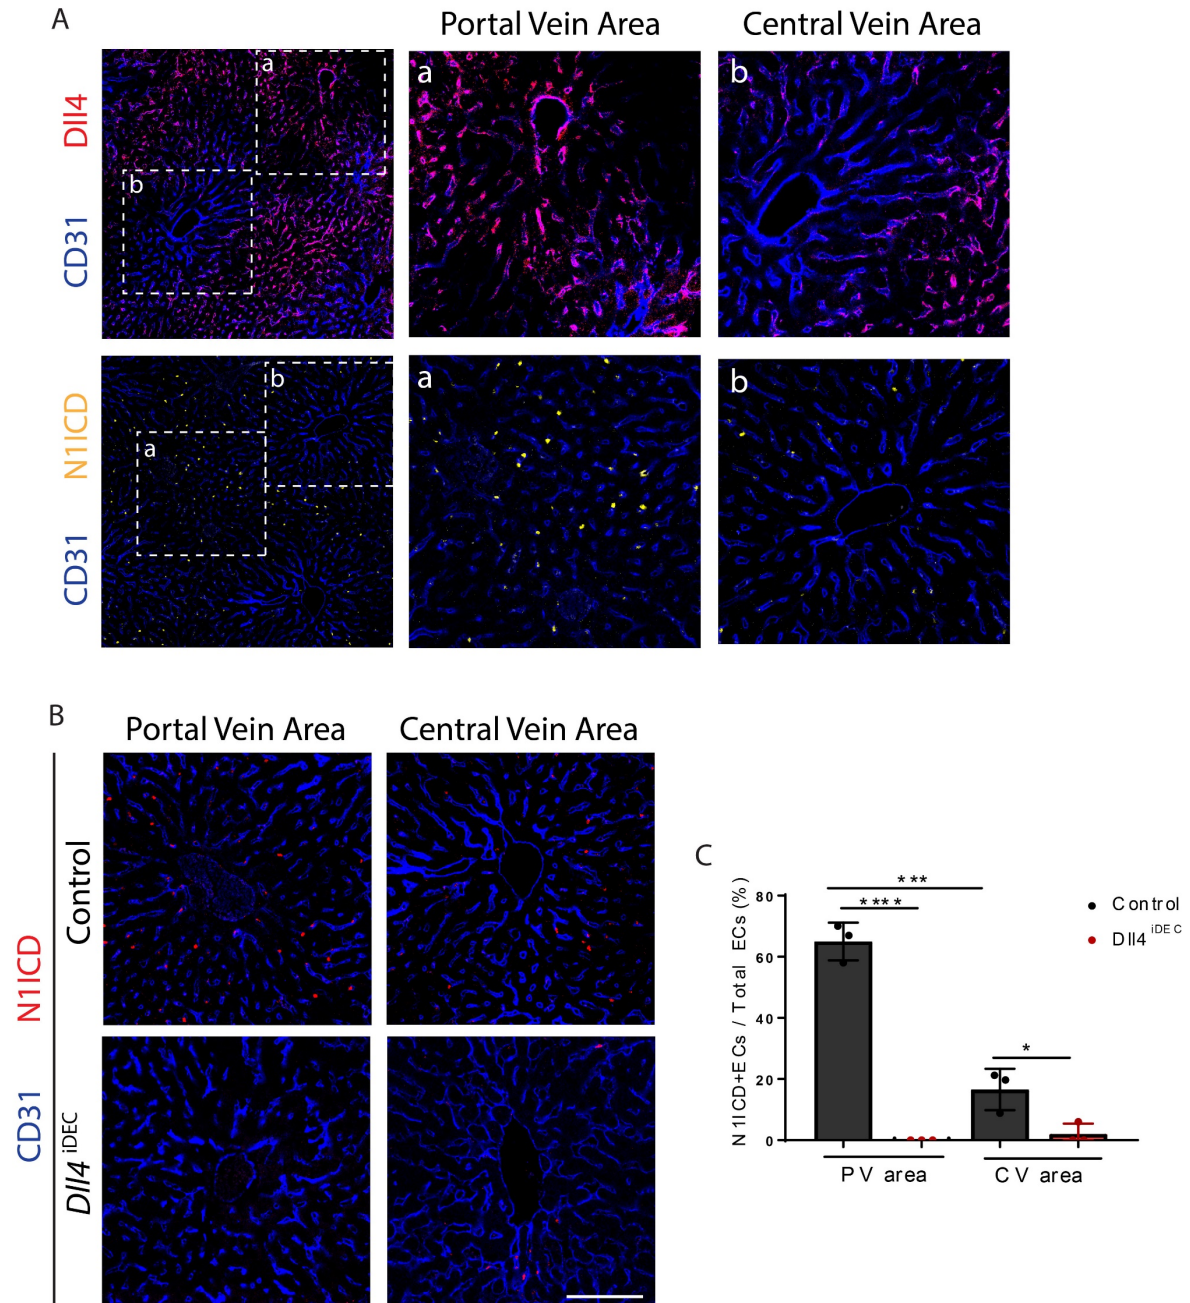 A
Portal Vein Area
Central Vein Area
Dll4
CD31
a
b
a
b
N1ICD
CD31
b
a
a
b
B
Portal Vein Area
Central Vein Area
N1ICD
CD31
Control
Dll4 iDEC
C
N1ICD+ECs / Total ECs (%)
80
60
40
20
0
***
****
*
Control
Dll4 iDEC
PV area
CV area